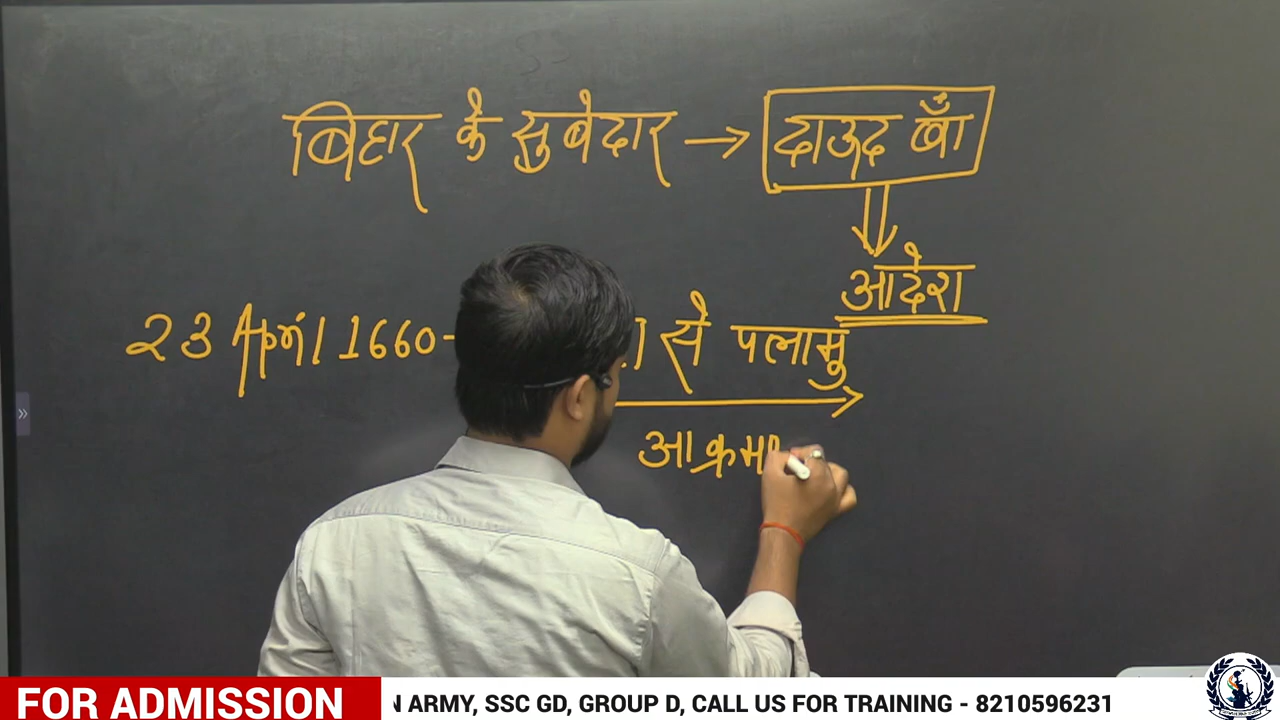 बिहार के सुबेदार → दाऊद खाँ
आदेश
23 April 1660- से पलामु
आक्रम
»
FOR ADMISSION
N ARMY, SSC GD, GROUP D, CALL US FOR TRAINING - 8210596231